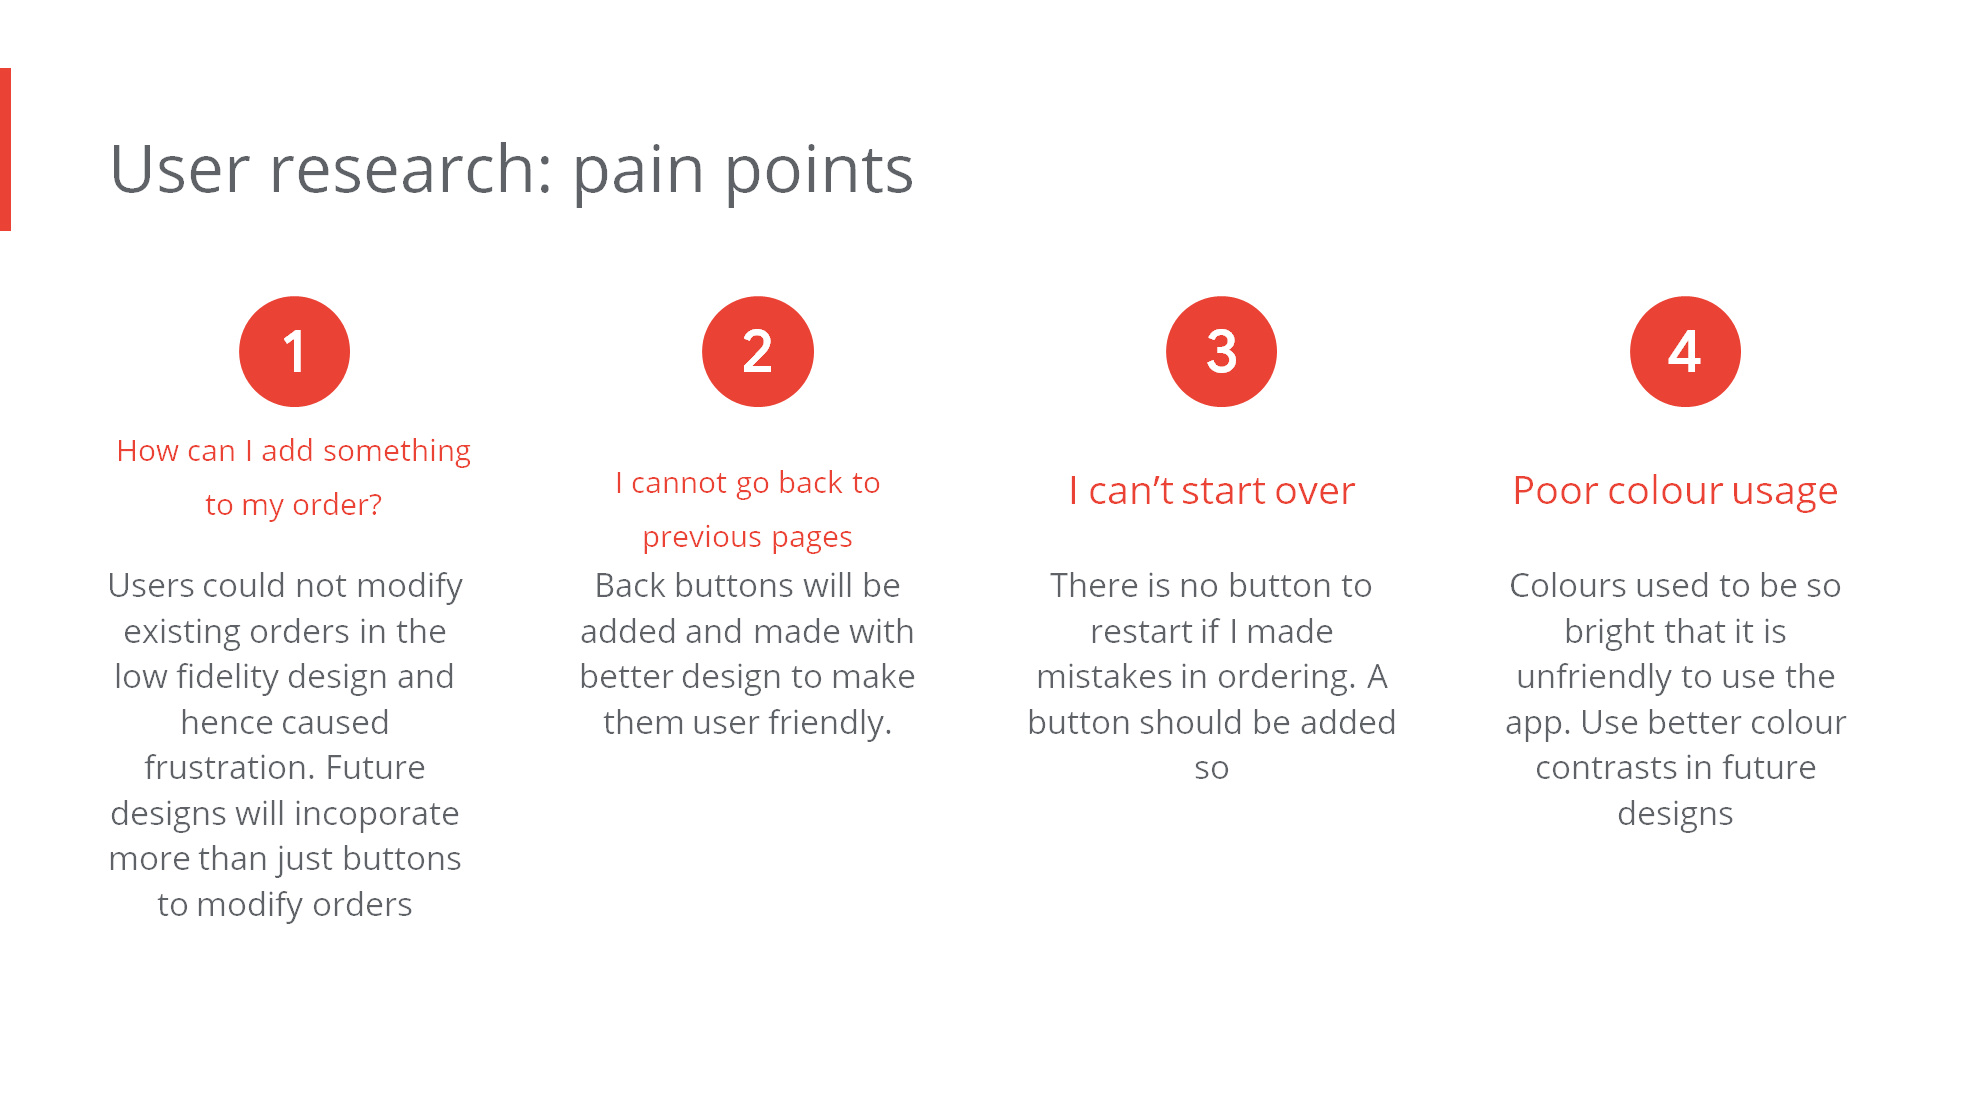 User research: pain points
1
How can I add something
to my order?
Users could not modify
existing orders in the
low fidelity design and
hence caused
frustration. Future
designs will incoporate
more than just buttons
to modify orders
2
I cannot go back to
previous pages
Back buttons will be
added and made with
better design to make
them user friendly.
3
I can’t start over
There is no button to
restart if I made
mistakes in ordering. A
button should be added
so
4
Poor colour usage
Colours used to be so
bright that it is
unfriendly to use the
app. Use better colour
contrasts in future
designs